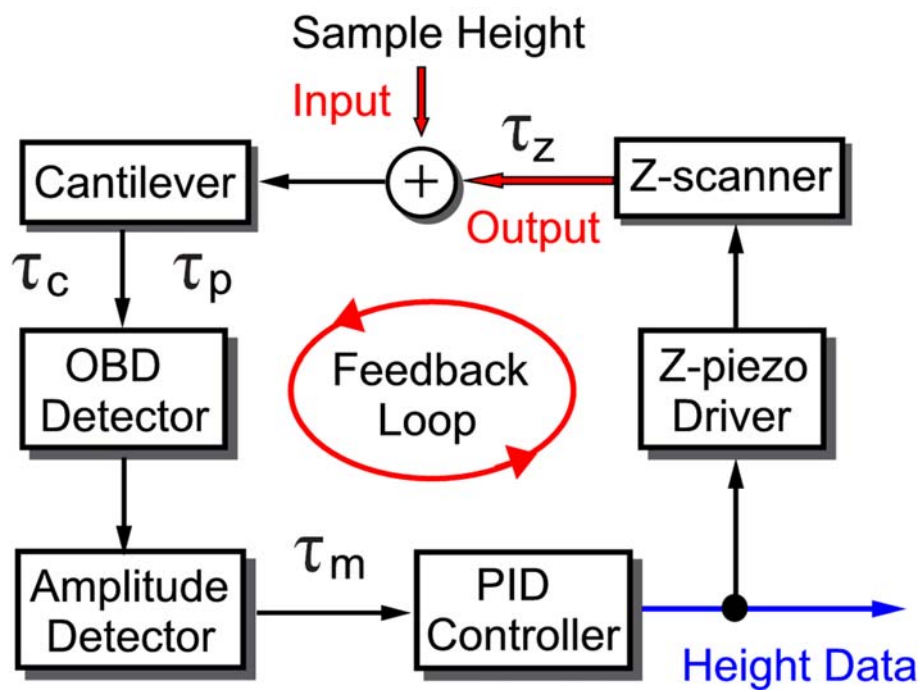 Sample Height
Input
τz
+
Cantilever
Z-scanner
Output
τc
τp
OBD
Detector
Feedback
Loop
Z-piezo
Driver
τm
Amplitude
Detector
PID
Controller
Height Data